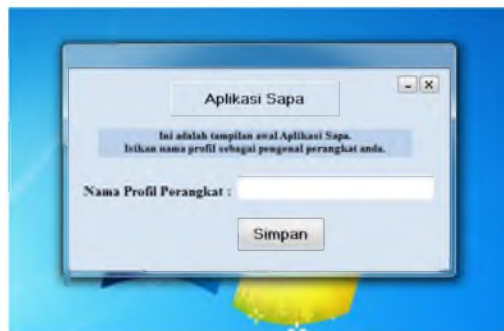 Aplikasi Sapa
Ini adalah tampilan awal Aplikasi Sapa.
Isikan nama profil sebagai pengenal perangkat anda.
Nama Profil Perangkat :
Simpan